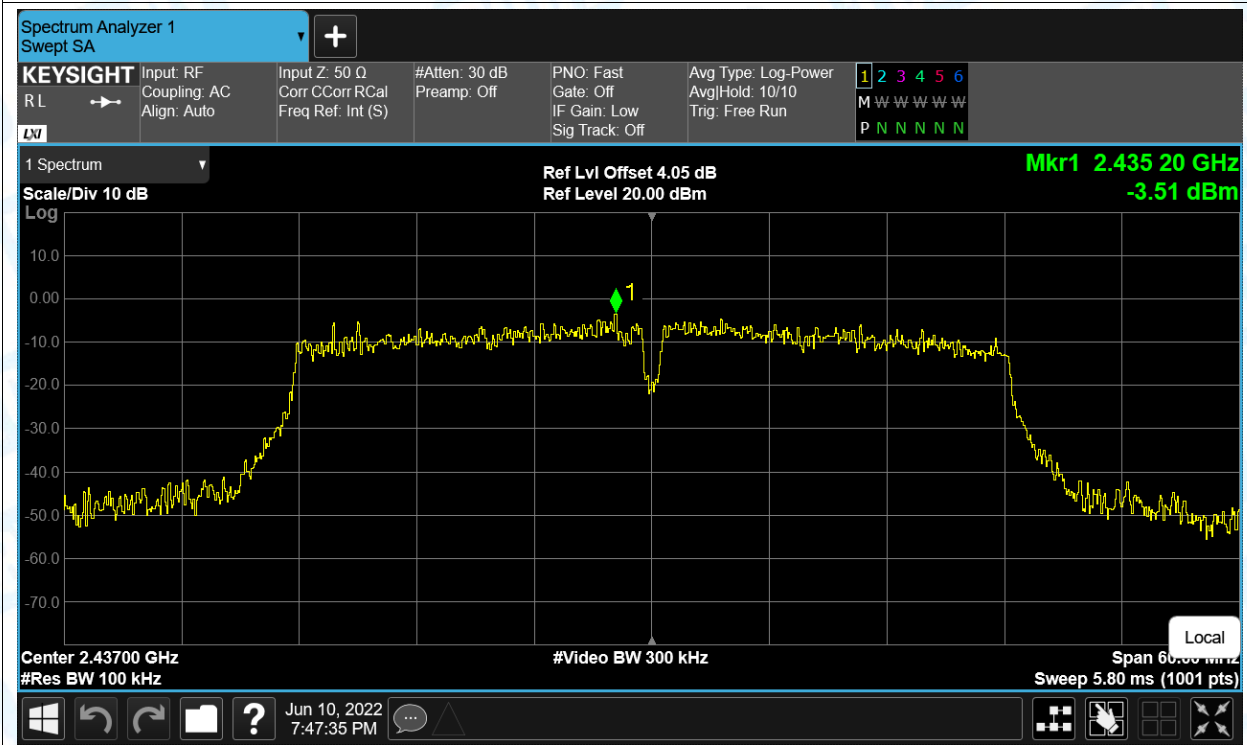 Spectrum Analyzer 1
Swept SA
KEYSIGHT
R L
LXI
Input: RF
Coupling: AC
Align: Auto
Input Z: 50 Ω
Corr CCorr RCal
Freq Ref: Int (S)
#Atten: 30 dB
Preamp: Off
PNO: Fast
Gate: Off
IF Gain: Low
Sig Track: Off
Avg Type: Log-Power
Avg|Hold: 10/10
Trig: Free Run
1 2 3 4 5 6
M W W W W W
P N N N N N
1 Spectrum
Scale/Div 10 dB
Log
Ref Lvl Offset 4.05 dB
Ref Level 20.00 dBm
Mkr1 2.435 20 GHz
-3.51 dBm
1
10.0
0.00
-10.0
-20.0
-30.0
-40.0
-50.0
-60.0
-70.0
Local
Center 2.43700 GHz
#Res BW 100 kHz
#Video BW 300 kHz
Span 60.00 MHz
Sweep 5.80 ms (1001 pts)
?
Jun 10, 2022
7:47:35 PM